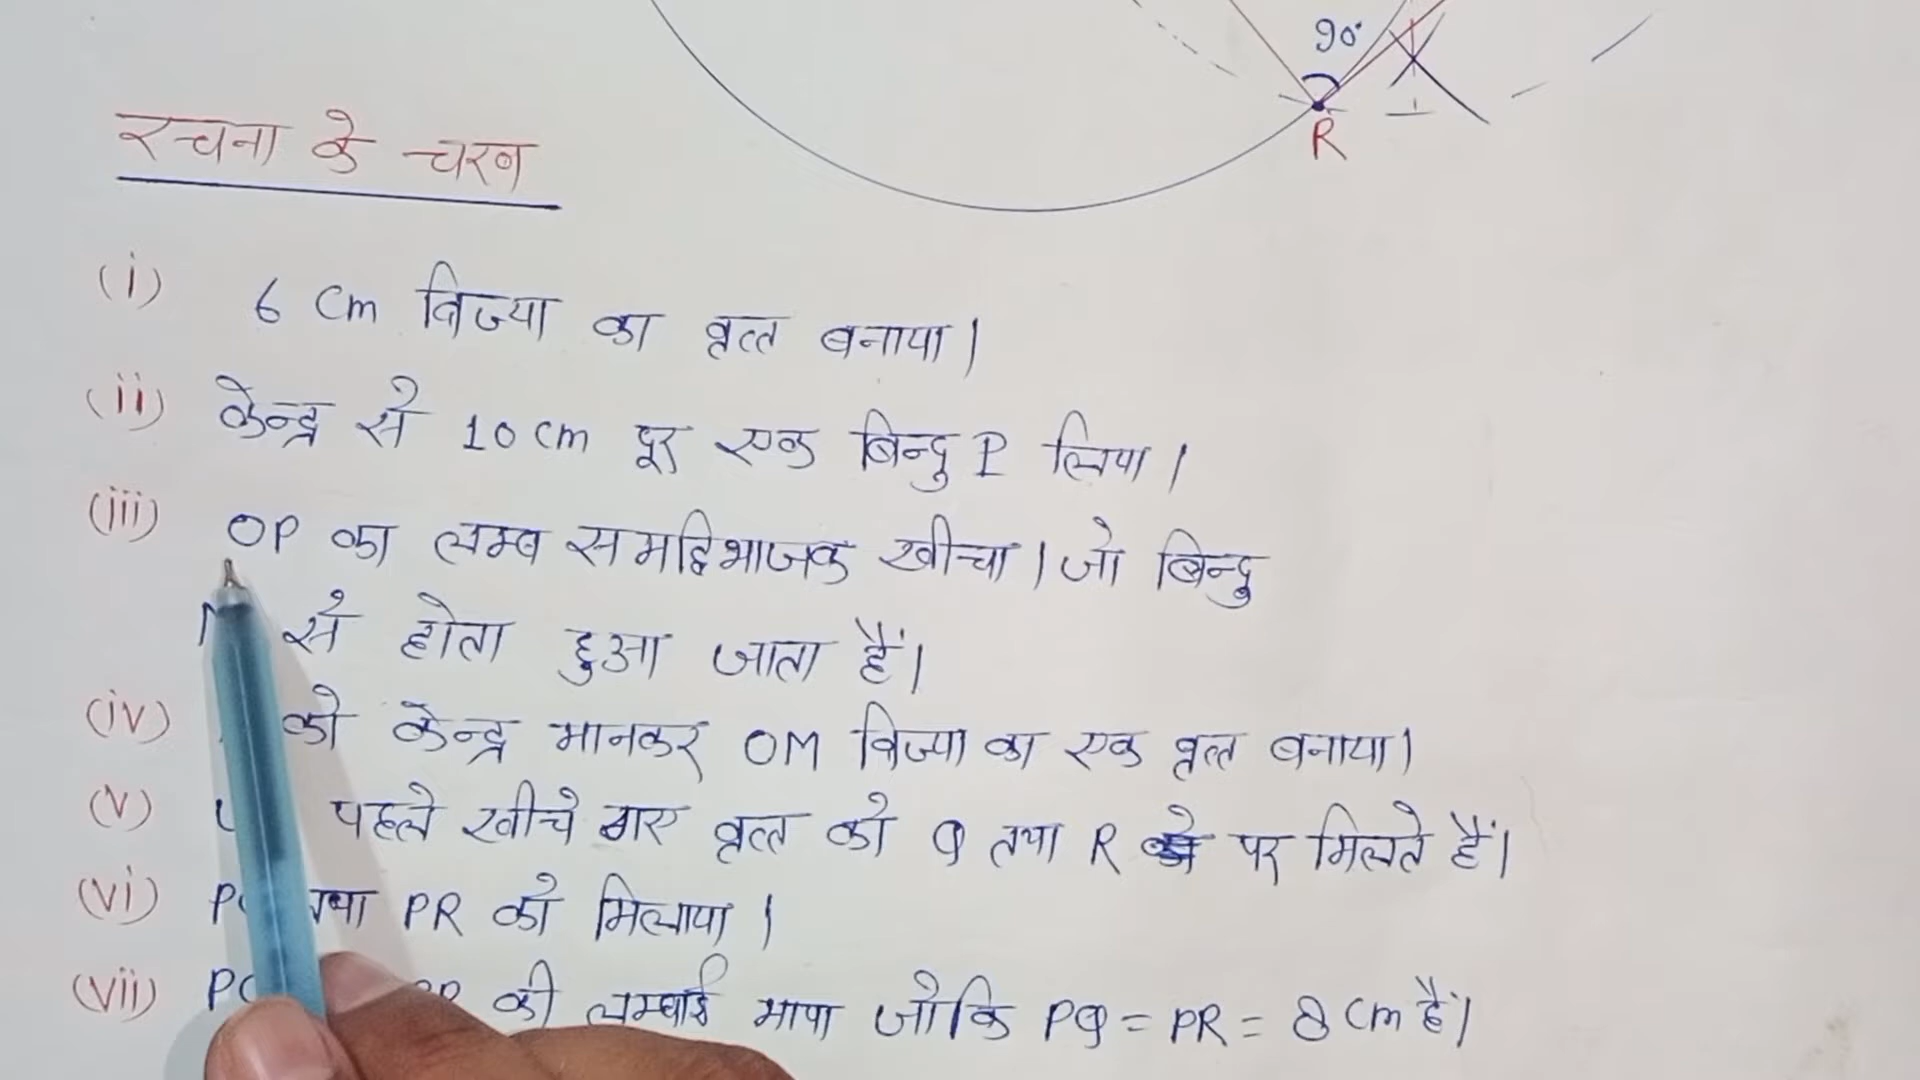 90°
R
रचना के चरण
(i) 6 cm त्रिज्या का वृत्त बनाया।
(ii) केन्द्र से 10 cm दूर एक बिन्दु P लिया।
(iii) OP का लम्ब समद्विभाजक खींचा। जो बिन्दु
से होता हुआ जाता हैं।
(iv) को केन्द्र मानकर OM त्रिज्या का एक वृत्त बनाया।
(v) पहले खीचे गए वृत्त को Q तथा R पर मिलते हैं।
(vi) तथा PR को मिलाया।
(vii) की लम्बाई मापा जोकि PQ = PR = 8 cm है।